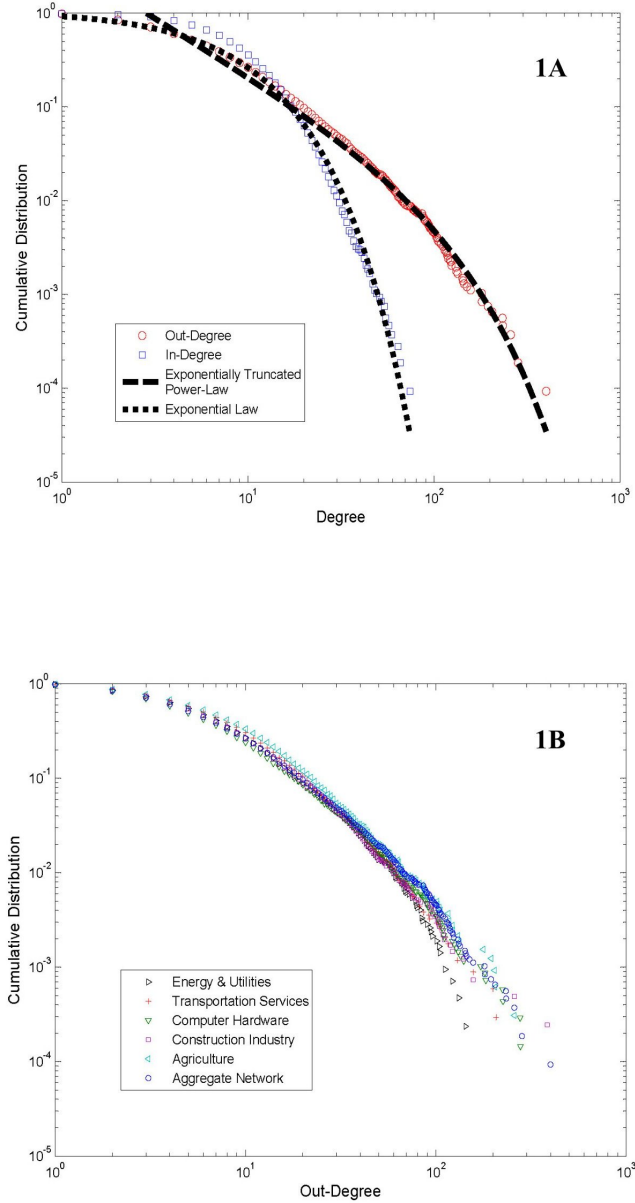 10^0
1A
10^-1
10^-2
Cumulative Distribution
10^-3
Out-Degree
In-Degree
Exponentially Truncated
Power-Law
Exponential Law
10^-4
10^-5
10^0
10^1
10^2
10^3
Degree
10^0
1B
10^-1
10^-2
Cumulative Distribution
10^-3
Energy & Utilities
Transportation Services
Computer Hardware
Construction Industry
Agriculture
Aggregate Network
10^-4
10^-5
10^0
10^1
10^2
10^3
Out-Degree